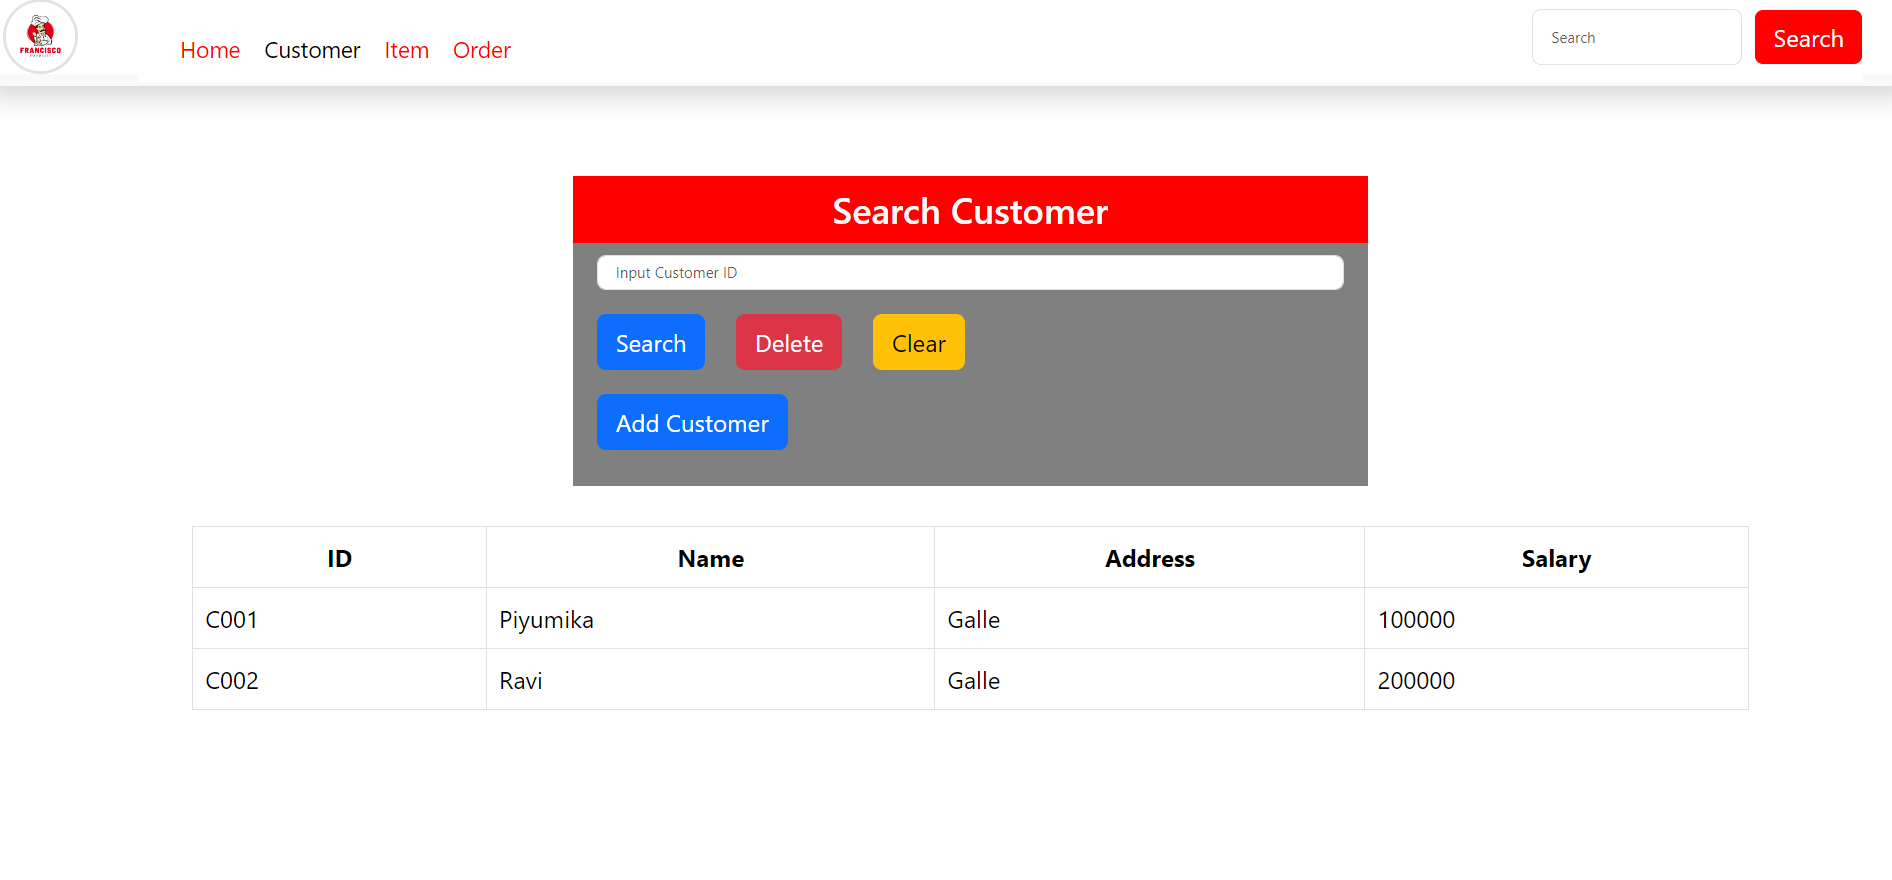 FRANCISCO
Home Customer Item Order
Search Search
Search Customer
Input Customer ID
Search Delete Clear
Add Customer
ID Name Address Salary
C001 Piyumika Galle 100000
C002 Ravi Galle 200000